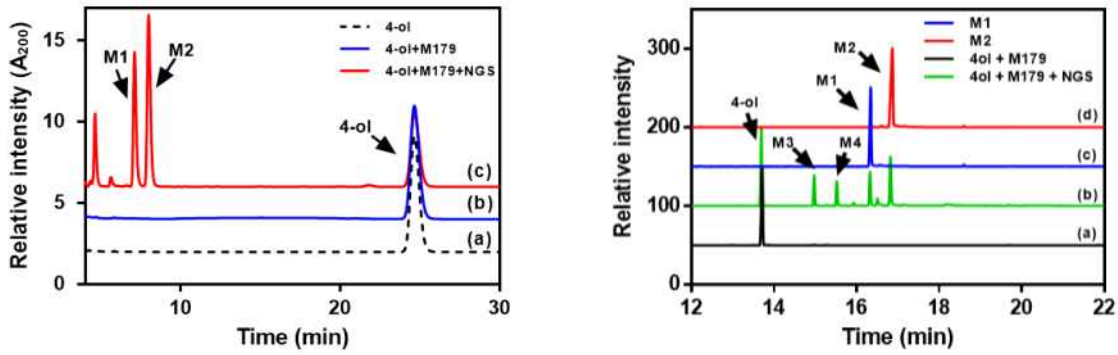 Relative intensity (A200)
15
10
5
0
10
20
30
Time (min)
4-ol
4-ol+M179
4-ol+M179+NGS
M1
M2
4-ol
(c)
(b)
(a)
Relative intensity
300
200
100
0
12
14
16
18
20
22
Time (min)
M1
M2
4ol + M179
4ol + M179 + NGS
M2
M1
4-ol
M3
M4
(d)
(c)
(b)
(a)